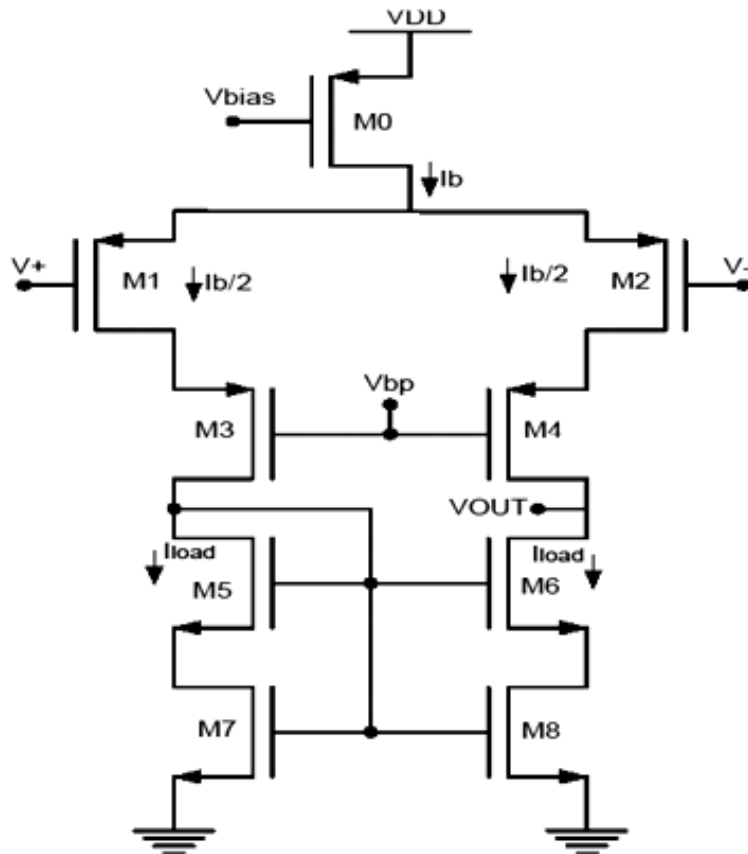 VDD
Vbias
M0
Ib
V+
M1
Ib/2
Ib/2
M2
V-
Vbp
M3
M4
VOUT
Iload
Iload
M5
M6
M7
M8